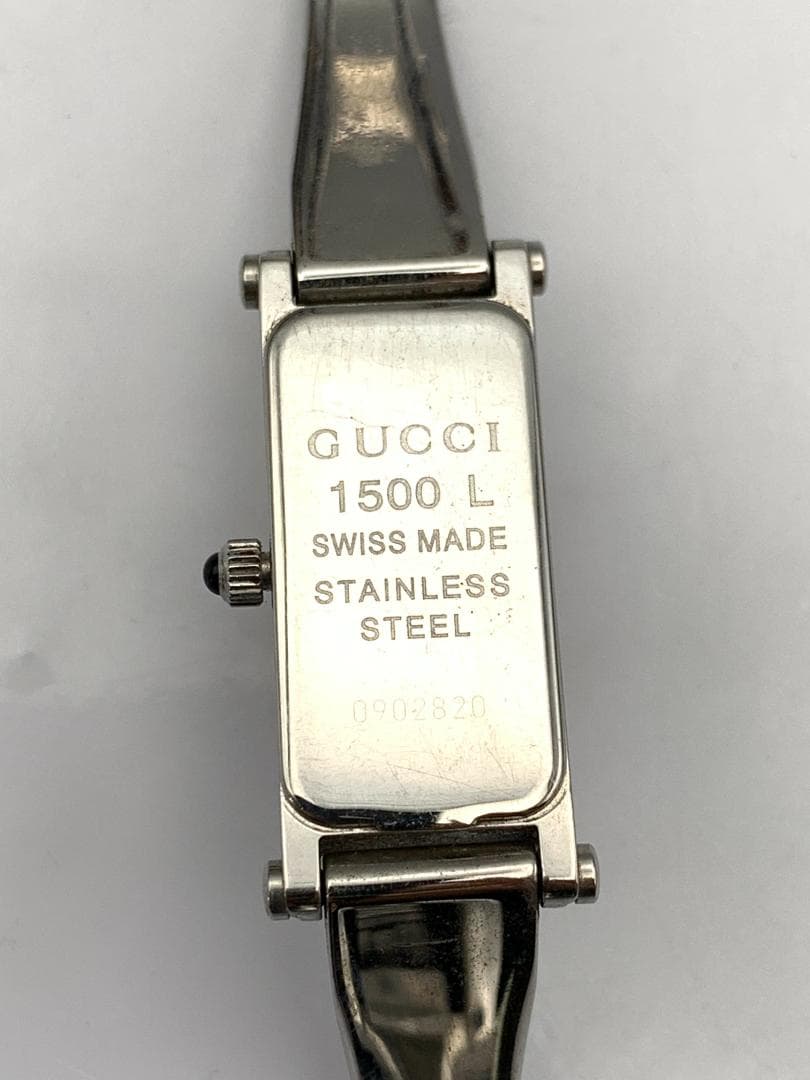 GUCCI
1500 L
SWISS MADE
STAINLESS
STEEL
0902820